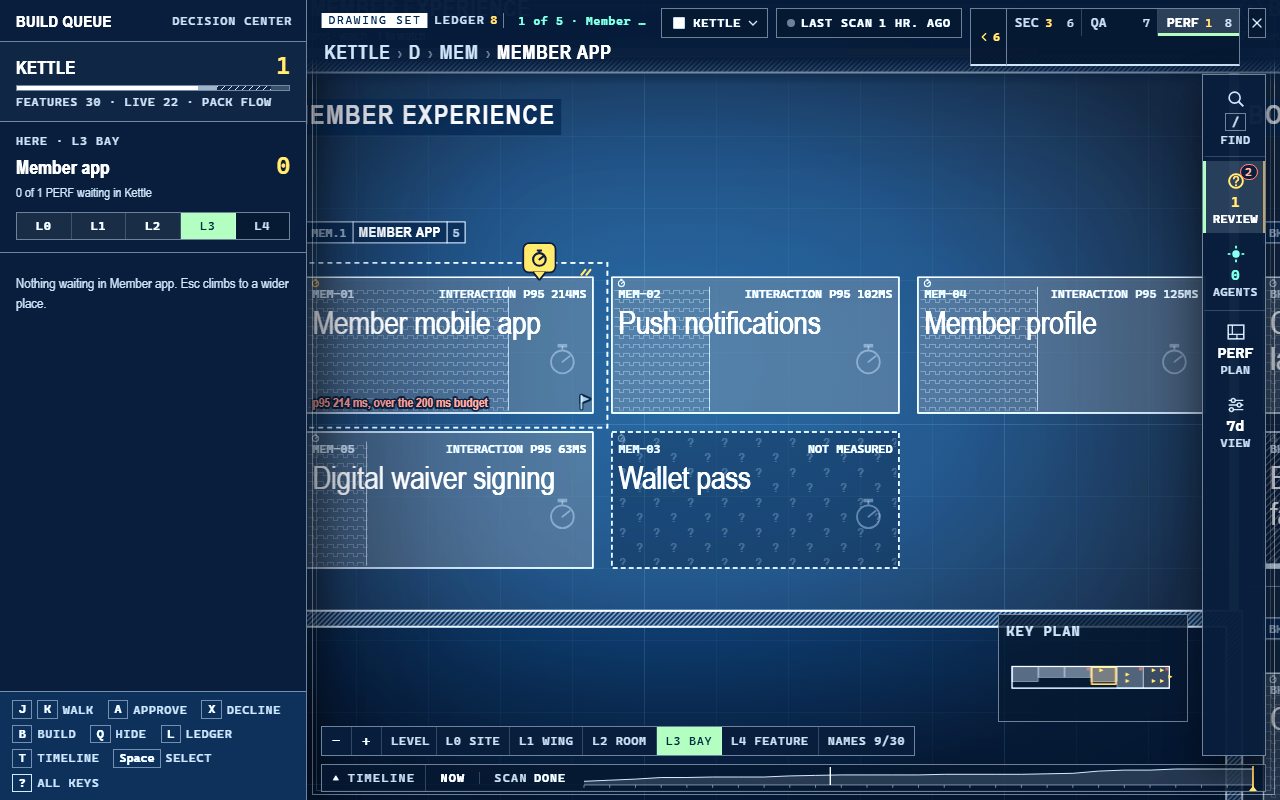 BUILD QUEUE
DECISION CENTER
KETTLE 1
FEATURES 30 · LIVE 22 · PACK FLOW
HERE · L3 BAY
Member app 0
0 of 1 PERF waiting in Kettle
L0 L1 L2 L3 L4
Nothing waiting in Member app. Esc climbs to a wider
place.
J K WALK A APPROVE X DECLINE
B BUILD Q HIDE L LEDGER
T TIMELINE Space SELECT
? ALL KEYS
DRAWING SET LEDGER 8 1 of 5 · Member …
KETTLE
LAST SCAN 1 HR. AGO
< 6
SEC 3 6 QA 7 PERF 1 8
KETTLE › D › MEM › MEMBER APP
EMBER EXPERIENCE
MEM.1 MEMBER APP 5
MEM-01 INTERACTION P95 214MS
Member mobile app
p95 214 ms, over the 200 ms budget
MEM-02 INTERACTION P95 102MS
Push notifications
MEM-04 INTERACTION P95 125MS
Member profile
MEM-05 INTERACTION P95 63MS
Digital waiver signing
MEM-03 NOT MEASURED
Wallet pass
/
FIND
2
1
REVIEW
0
AGENTS
PERF
PLAN
7d
VIEW
KEY PLAN
− + LEVEL L0 SITE L1 WING L2 ROOM L3 BAY L4 FEATURE NAMES 9/30
▲ TIMELINE NOW SCAN DONE